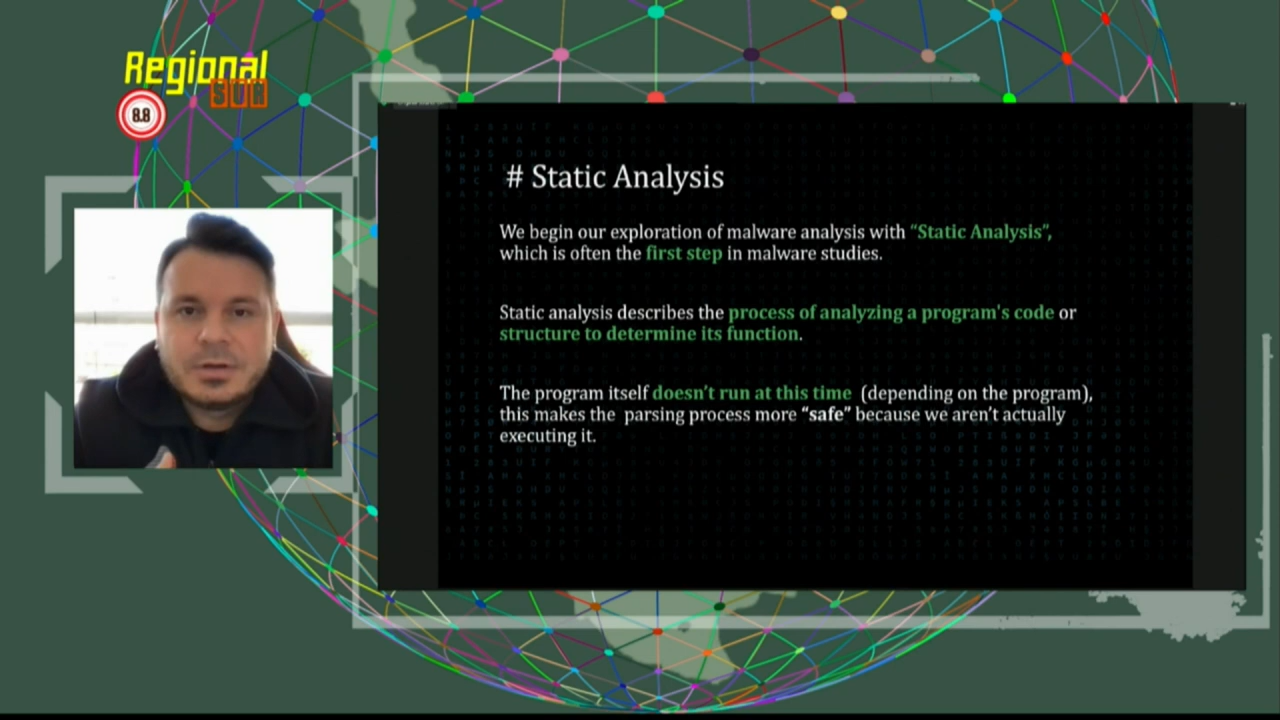 Regional
SUR
8.8
# Static Analysis
We begin our exploration of malware analysis with “Static Analysis”,
which is often the first step in malware studies.
Static analysis describes the process of analyzing a program's code or
structure to determine its function.
The program itself doesn’t run at this time (depending on the program),
this makes the parsing process more “safe” because we aren’t actually
executing it.